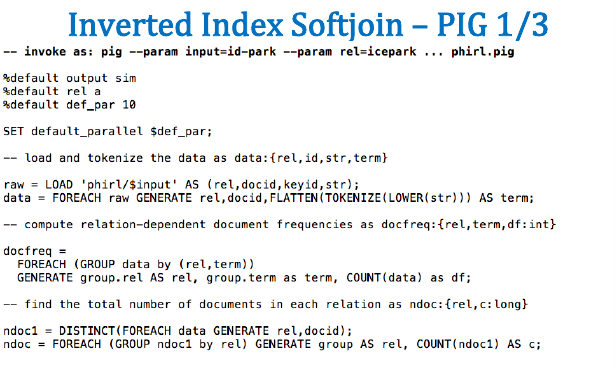 Inverted Index Softjoin – PIG 1/3
-- invoke as: pig --param input=id-park --param rel=icepark ... phirl.pig
%default output sim
%default rel a
%default def_par 10
SET default_parallel $def_par;
-- load and tokenize the data as data:{rel,id,str,term}
raw = LOAD 'phirl/$input' AS (rel,docid,keyid,str);
data = FOREACH raw GENERATE rel,docid,FLATTEN(TOKENIZE(LOWER(str))) AS term;
-- compute relation-dependent document frequencies as docfreq:{rel,term,df:int}
docfreq =
FOREACH (GROUP data by (rel,term))
GENERATE group.rel AS rel, group.term as term, COUNT(data) as df;
-- find the total number of documents in each relation as ndoc:{rel,c:long}
ndoc1 = DISTINCT(FOREACH data GENERATE rel,docid);
ndoc = FOREACH (GROUP ndoc1 by rel) GENERATE group AS rel, COUNT(ndoc1) AS c;